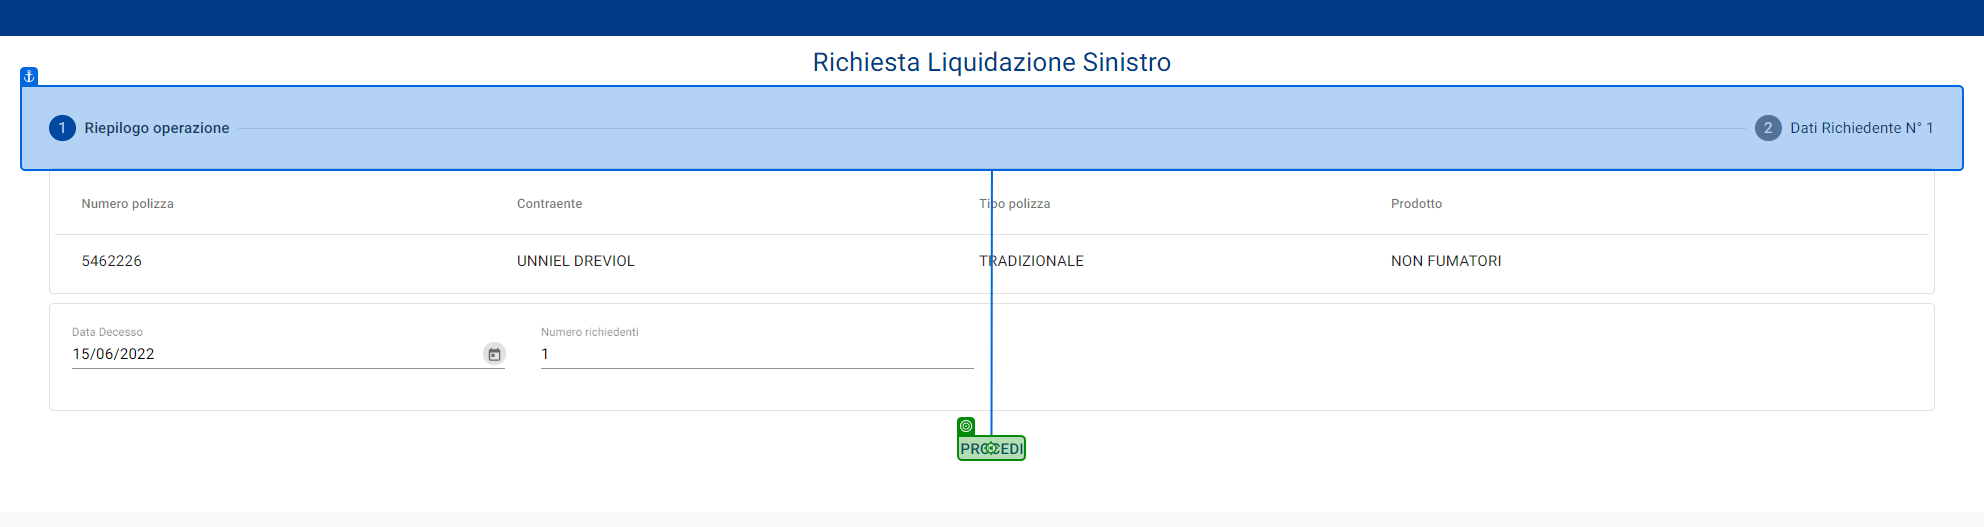 Richiesta Liquidazione Sinistro
1 Riepilogo operazione 2 Dati Richiedente N° 1
Numero polizza Contraente Tipo polizza Prodotto
5462226 UNNIEL DREVIOL TRADIZIONALE NON FUMATORI
Data Decesso Numero richiedenti
15/06/2022 1
PROCEDI